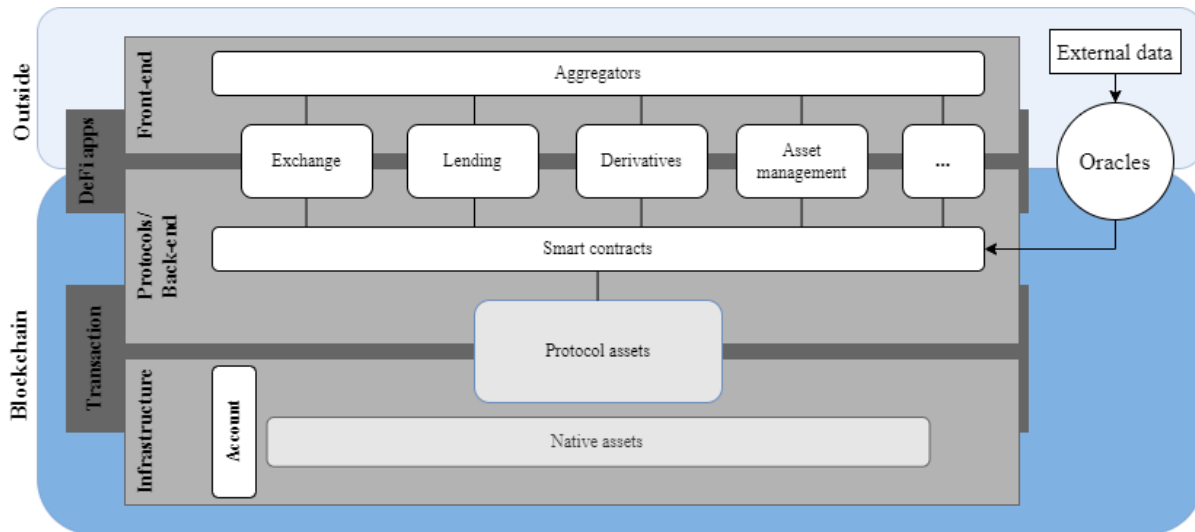 Outside
Front-end
Aggregators
External data
DeFi apps
Exchange
Lending
Derivatives
Asset
management
...
Oracles
Blockchain
Protocols/
Back-end
Smart contracts
Transaction
Protocol assets
Infrastructure
Account
Native assets